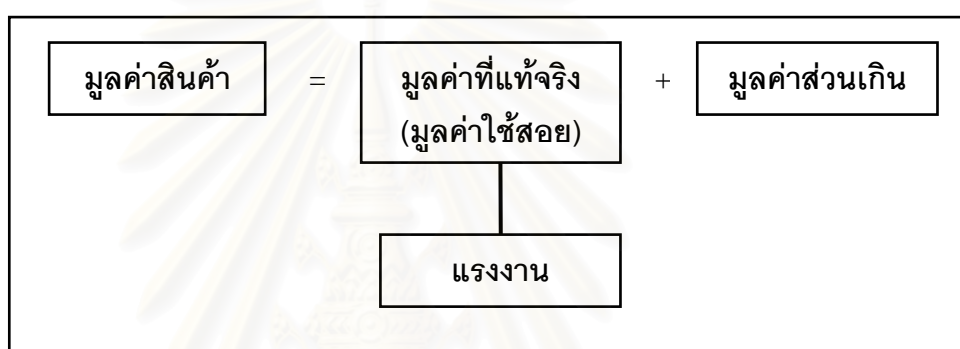 มูลค่าสินค้า = มูลค่าที่แท้จริง + มูลค่าส่วนเกิน
(มูลค่าใช้สอย)
แรงงาน